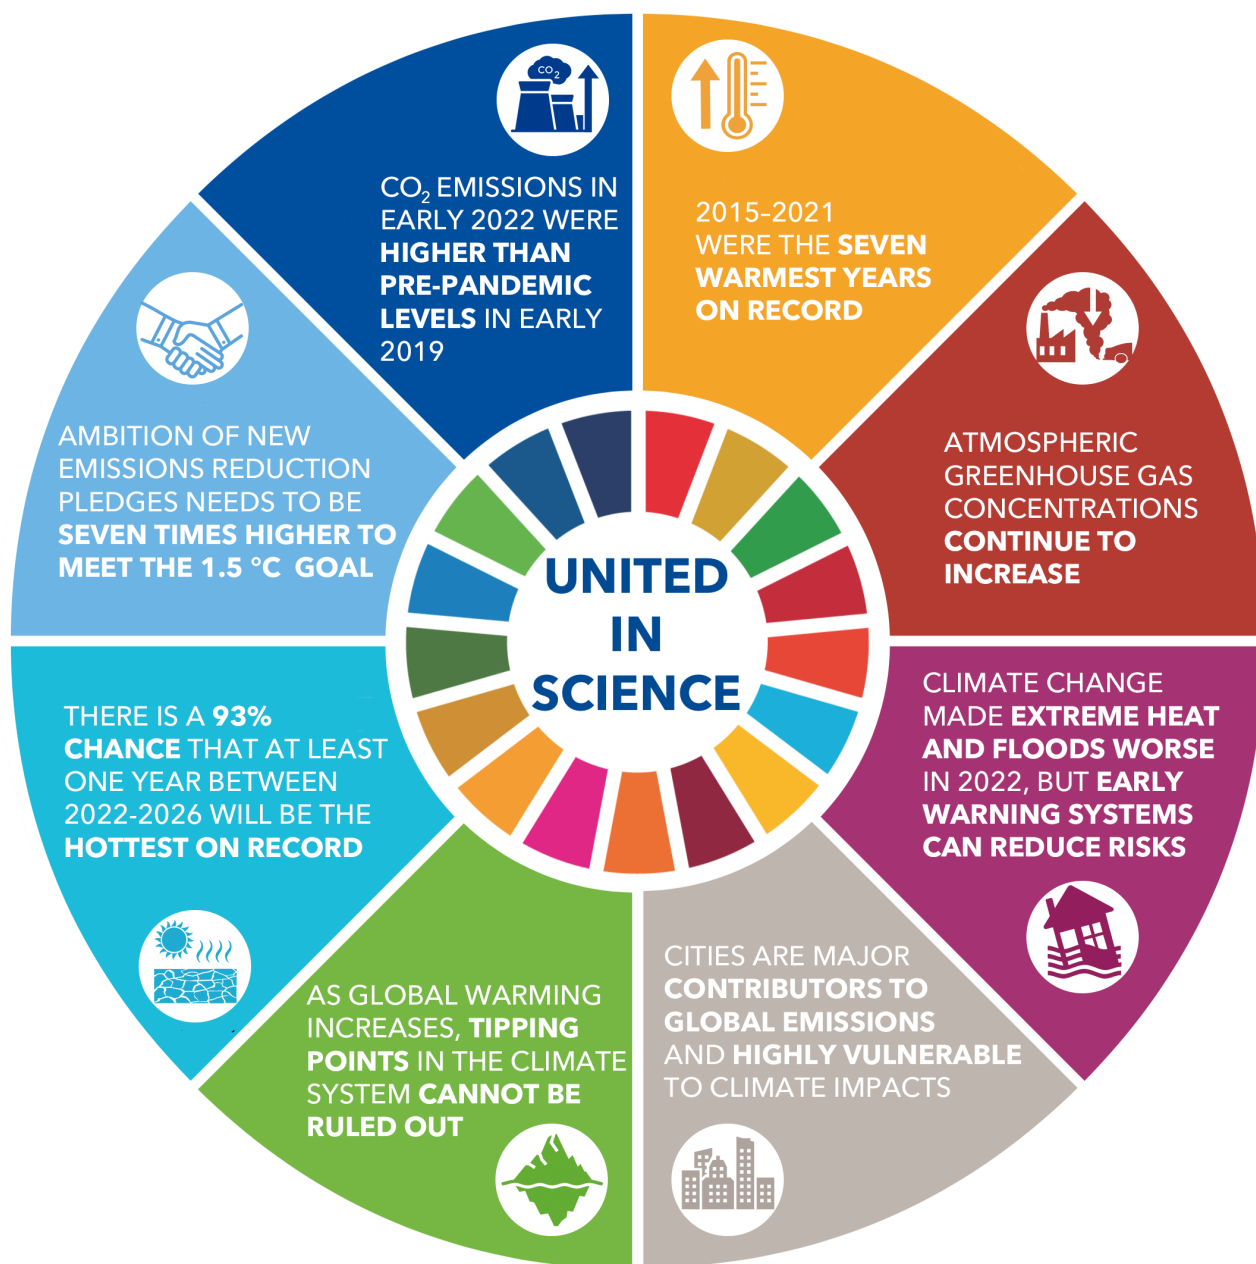 CO₂
CO₂ EMISSIONS IN
EARLY 2022 WERE
HIGHER THAN
PRE-PANDEMIC
LEVELS IN EARLY
2019
2015–2021
WERE THE SEVEN
WARMEST YEARS
ON RECORD
ATMOSPHERIC
GREENHOUSE GAS
CONCENTRATIONS
CONTINUE TO
INCREASE
CLIMATE CHANGE
MADE EXTREME HEAT
AND FLOODS WORSE
IN 2022, BUT EARLY
WARNING SYSTEMS
CAN REDUCE RISKS
CITIES ARE MAJOR
CONTRIBUTORS TO
GLOBAL EMISSIONS
AND HIGHLY VULNERABLE
TO CLIMATE IMPACTS
AS GLOBAL WARMING
INCREASES, TIPPING
POINTS IN THE CLIMATE
SYSTEM CANNOT BE
RULED OUT
THERE IS A 93%
CHANCE THAT AT LEAST
ONE YEAR BETWEEN
2022-2026 WILL BE THE
HOTTEST ON RECORD
AMBITION OF NEW
EMISSIONS REDUCTION
PLEDGES NEEDS TO BE
SEVEN TIMES HIGHER TO
MEET THE 1.5 °C GOAL
UNITED
IN
SCIENCE